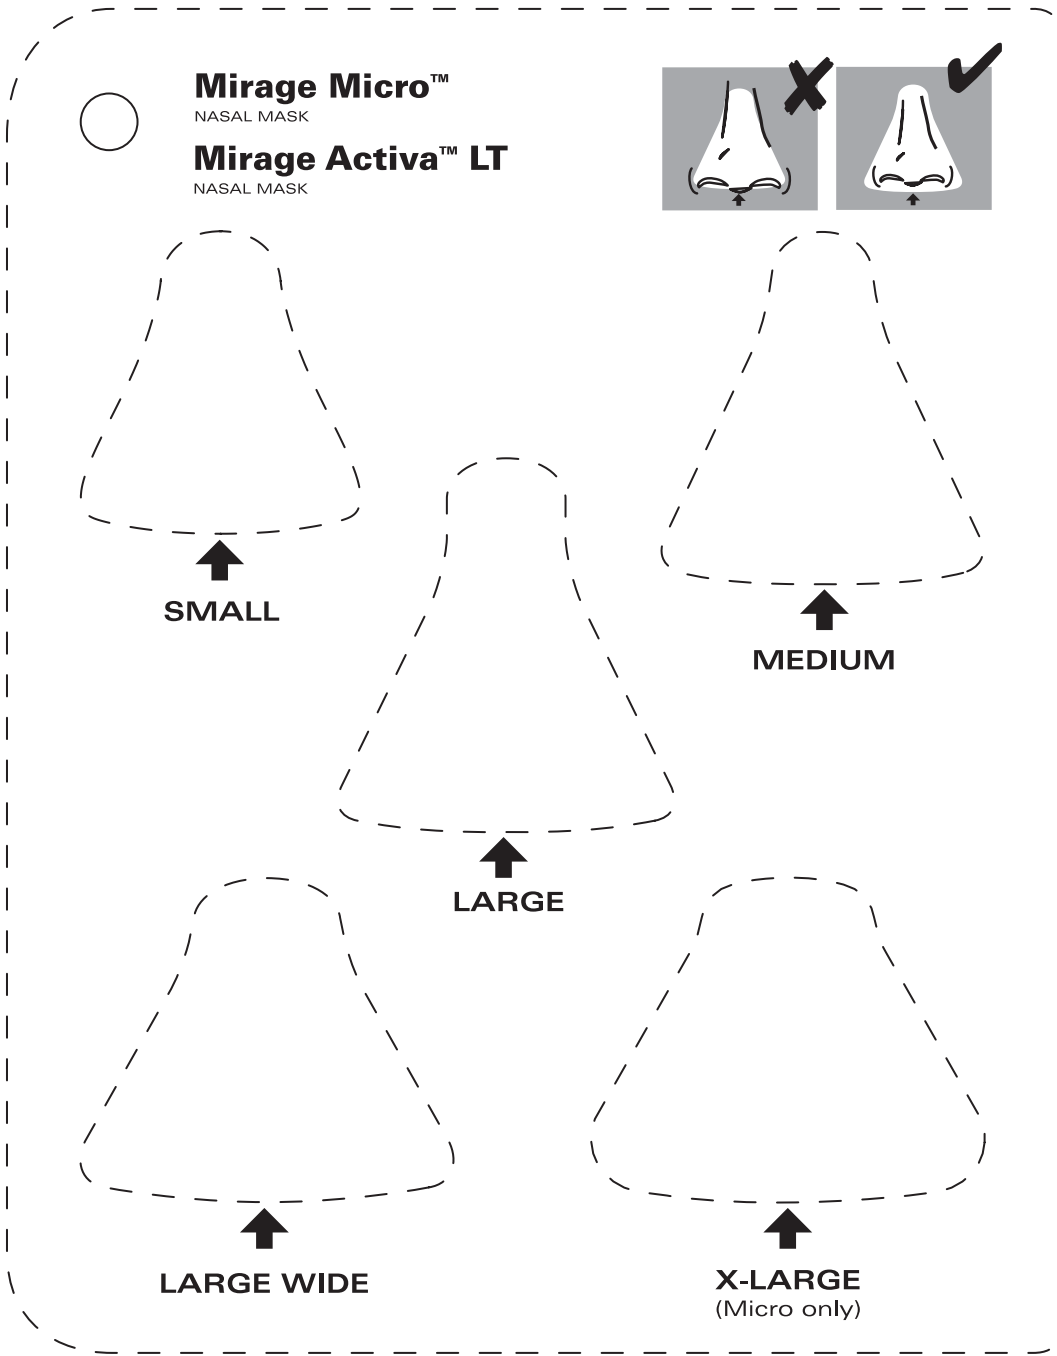 Mirage Micro™
NASAL MASK
Mirage Activa™ LT
NASAL MASK
SMALL
MEDIUM
LARGE
LARGE WIDE
X-LARGE
(Micro only)